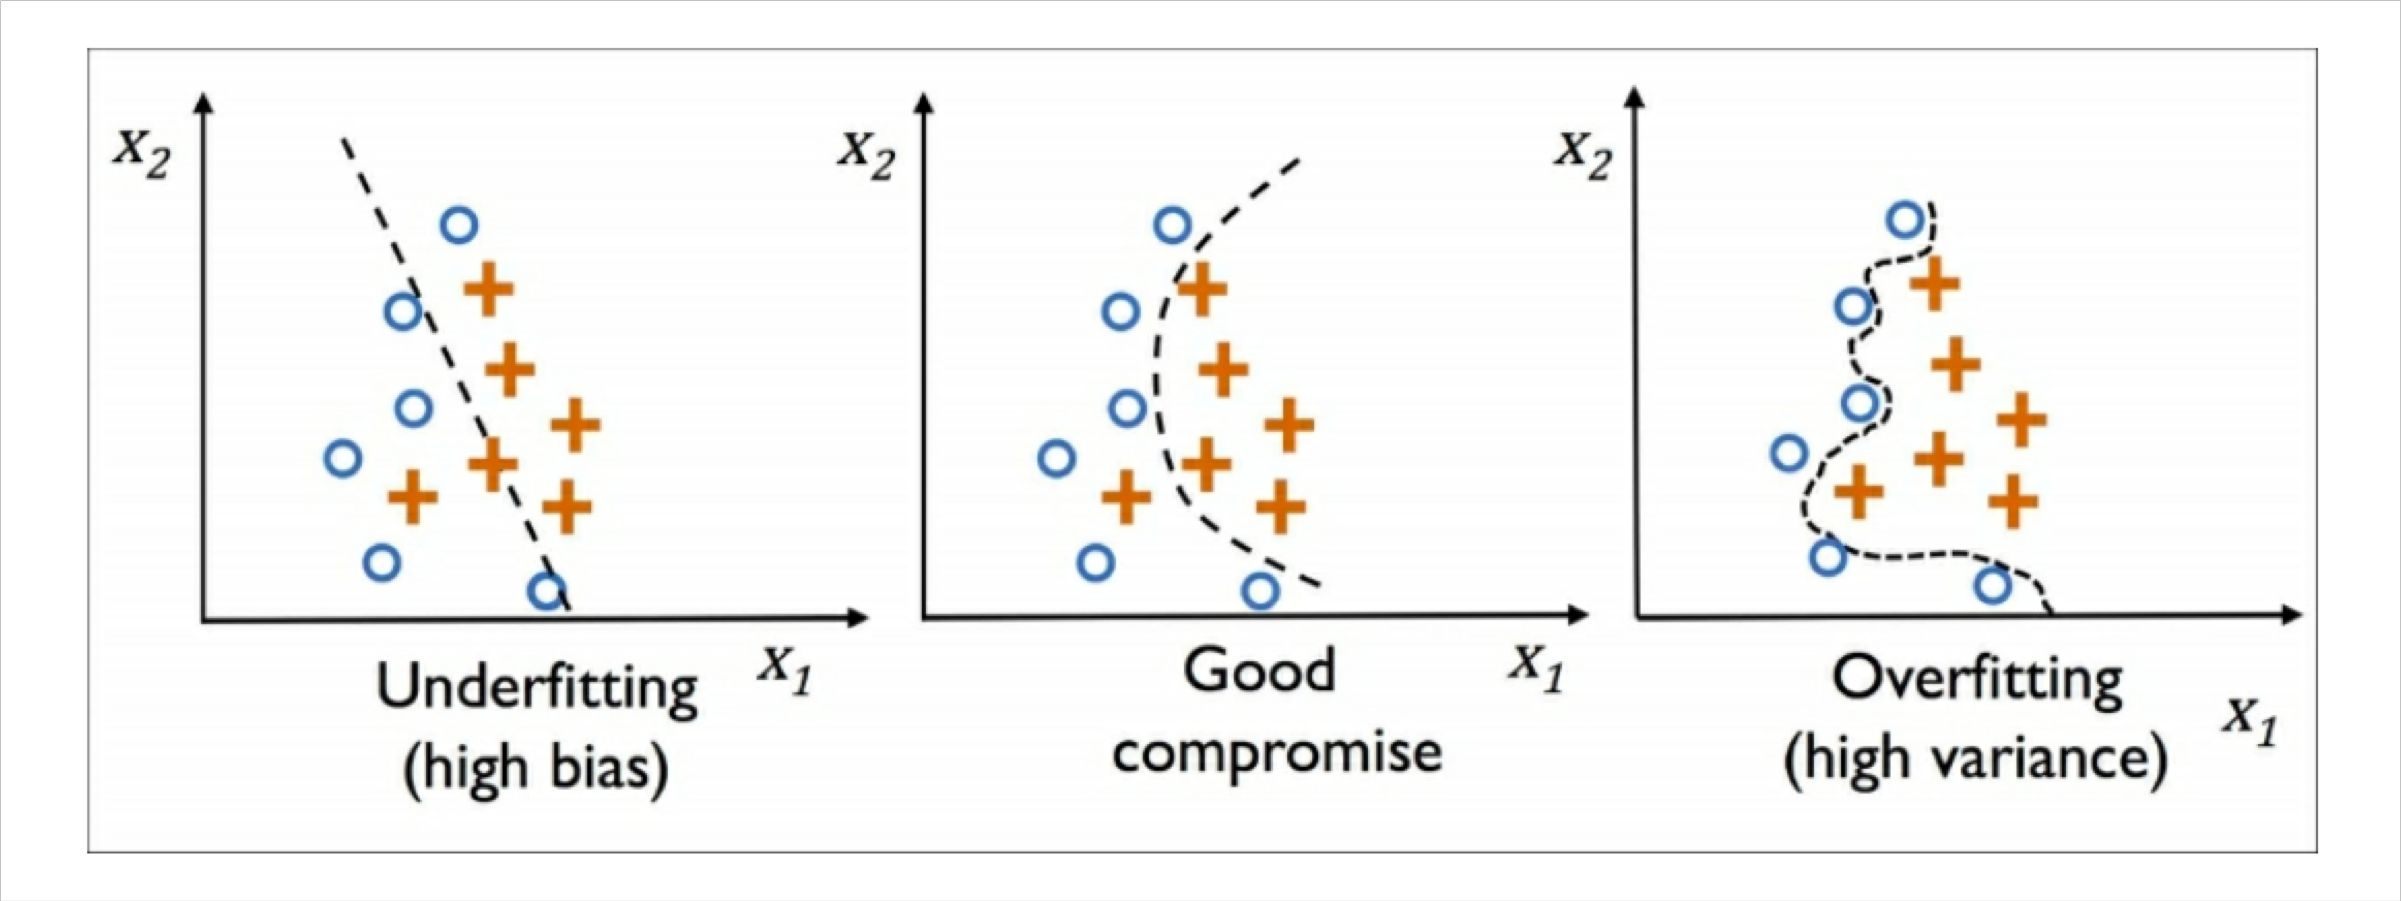 X₂
X₁
Underfitting
(high bias)
X₂
X₁
Good
compromise
X₂
X₁
Overfitting
(high variance)